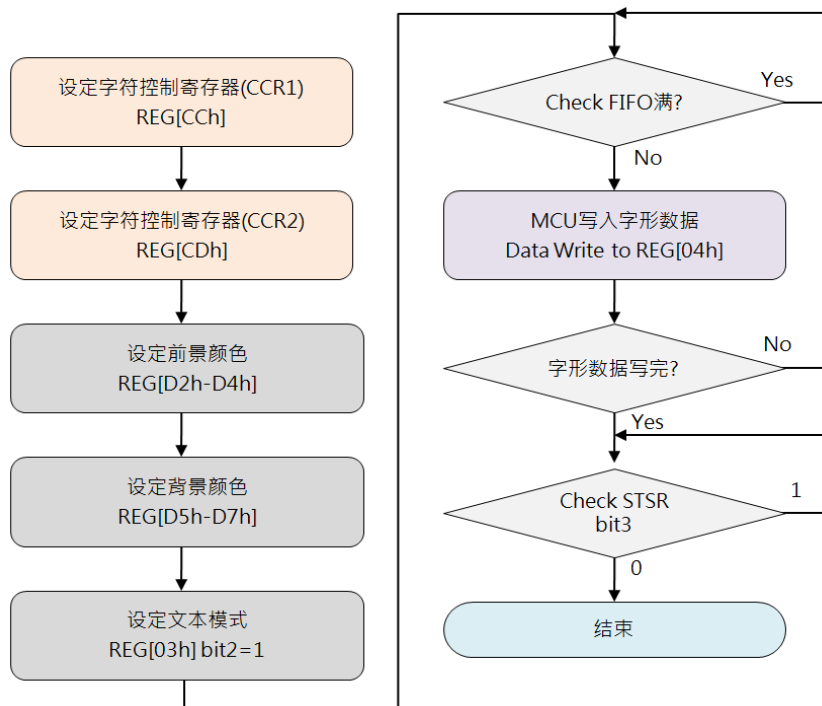 设定字符控制寄存器(CCR1)
REG[CCh]
设定字符控制寄存器(CCR2)
REG[CDh]
设定前景颜色
REG[D2h-D4h]
设定背景颜色
REG[D5h-D7h]
设定文本模式
REG[03h] bit2=1
Check FIFO满?
Yes
No
MCU写入字形数据
Data Write to REG[04h]
字形数据写完?
No
Yes
Check STSR
bit3
1
0
结束